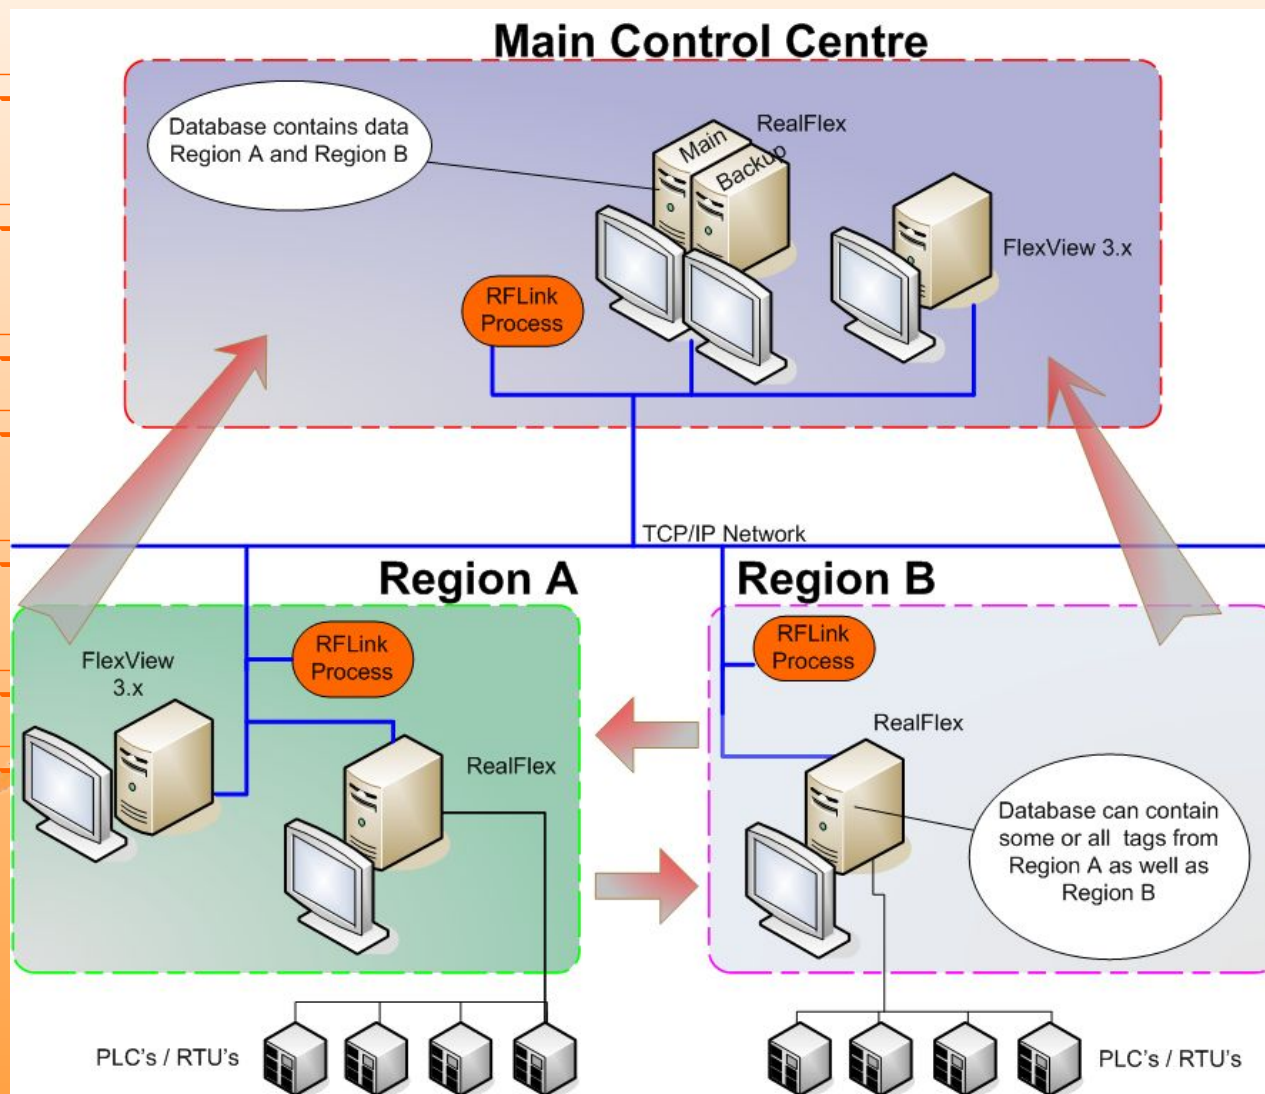 Main Control Centre
Database contains data
Region A and Region B
RealFlex
Main
Backup
FlexView 3.x
RFLink
Process
TCP/IP Network
Region A
Region B
FlexView
3.x
RFLink
Process
RealFlex
RFLink
Process
RealFlex
Database can contain
some or all tags from
Region A as well as
Region B
PLC's / RTU's
PLC's / RTU's